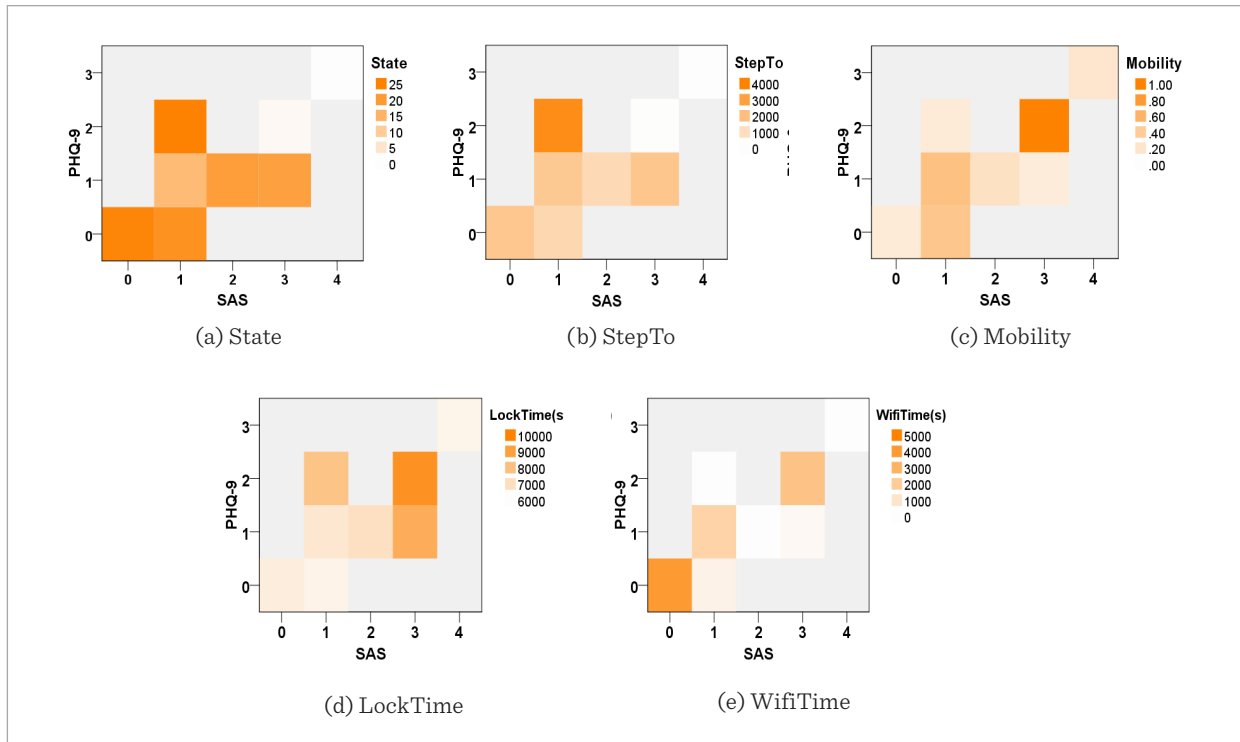 State
25
20
15
10
5
0
3
2
1
0
PHQ-9
0 1 2 3 4
SAS
(a) State
StepTo
4000
3000
2000
1000
0
3
2
1
0
PHQ-9
0 1 2 3 4
SAS
(b) StepTo
Mobility
1.00
.80
.60
.40
.20
.00
3
2
1
0
PHQ-9
0 1 2 3 4
SAS
(c) Mobility
LockTime(s
10000
9000
8000
7000
6000
3
2
1
0
PHQ-9
0 1 2 3 4
SAS
(d) LockTime
WifiTime(s)
5000
4000
3000
2000
1000
0
3
2
1
0
PHQ-9
0 1 2 3 4
SAS
(e) WifiTime